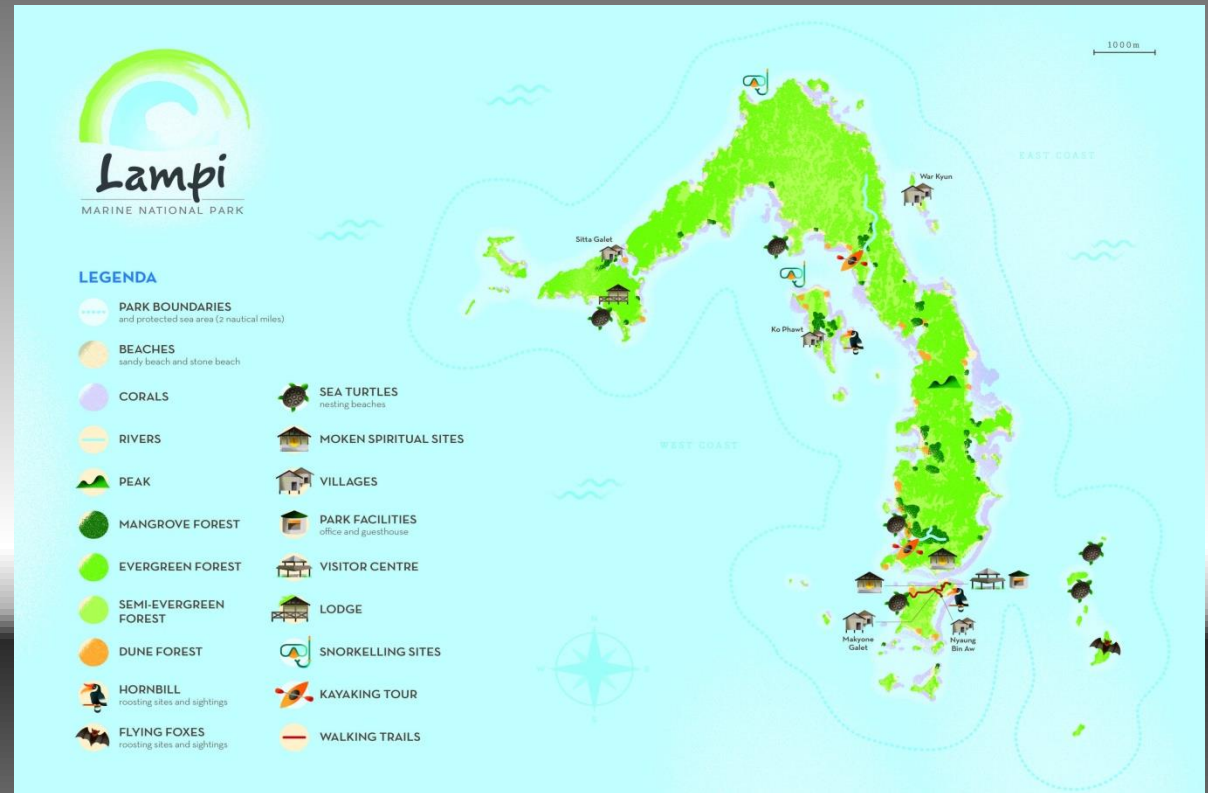 Lampi
MARINE NATIONAL PARK
LEGENDA
PARK BOUNDARIES
and protected sea area (2 nautical miles)
BEACHES
sandy beach and stone beach
CORALS
RIVERS
PEAK
MANGROVE FOREST
EVERGREEN FOREST
SEMI-EVERGREEN
FOREST
DUNE FOREST
HORNBILL
roosting sites and sightings
FLYING FOXES
roosting sites and sightings
SEA TURTLES
nesting beaches
MOKEN SPIRITUAL SITES
VILLAGES
PARK FACILITIES
office and guesthouse
VISITOR CENTRE
LODGE
SNORKELLING SITES
KAYAKING TOUR
WALKING TRAILS
1000m
EAST COAST
War Kyun
Sitta Galet
Ko Phawt
WEST COAST
Makyone
Galet
Nyaung
Bin Aw